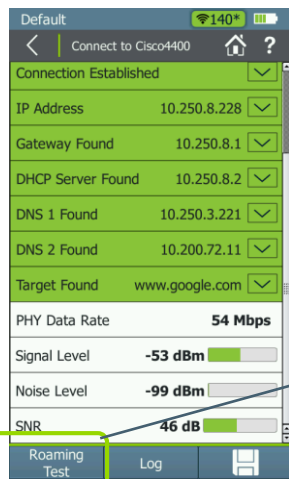 Default 140*)
Connect to Cisco4400 ?
Connection Established
IP Address 10.250.8.228
Gateway Found 10.250.8.1
DHCP Server Found 10.250.8.2
DNS 1 Found 10.250.3.221
DNS 2 Found 10.200.72.11
Target Found www.google.com
PHY Data Rate 54 Mbps
Signal Level -53 dBm
Noise Level -99 dBm
SNR 46 dB
Roaming
Test
Log